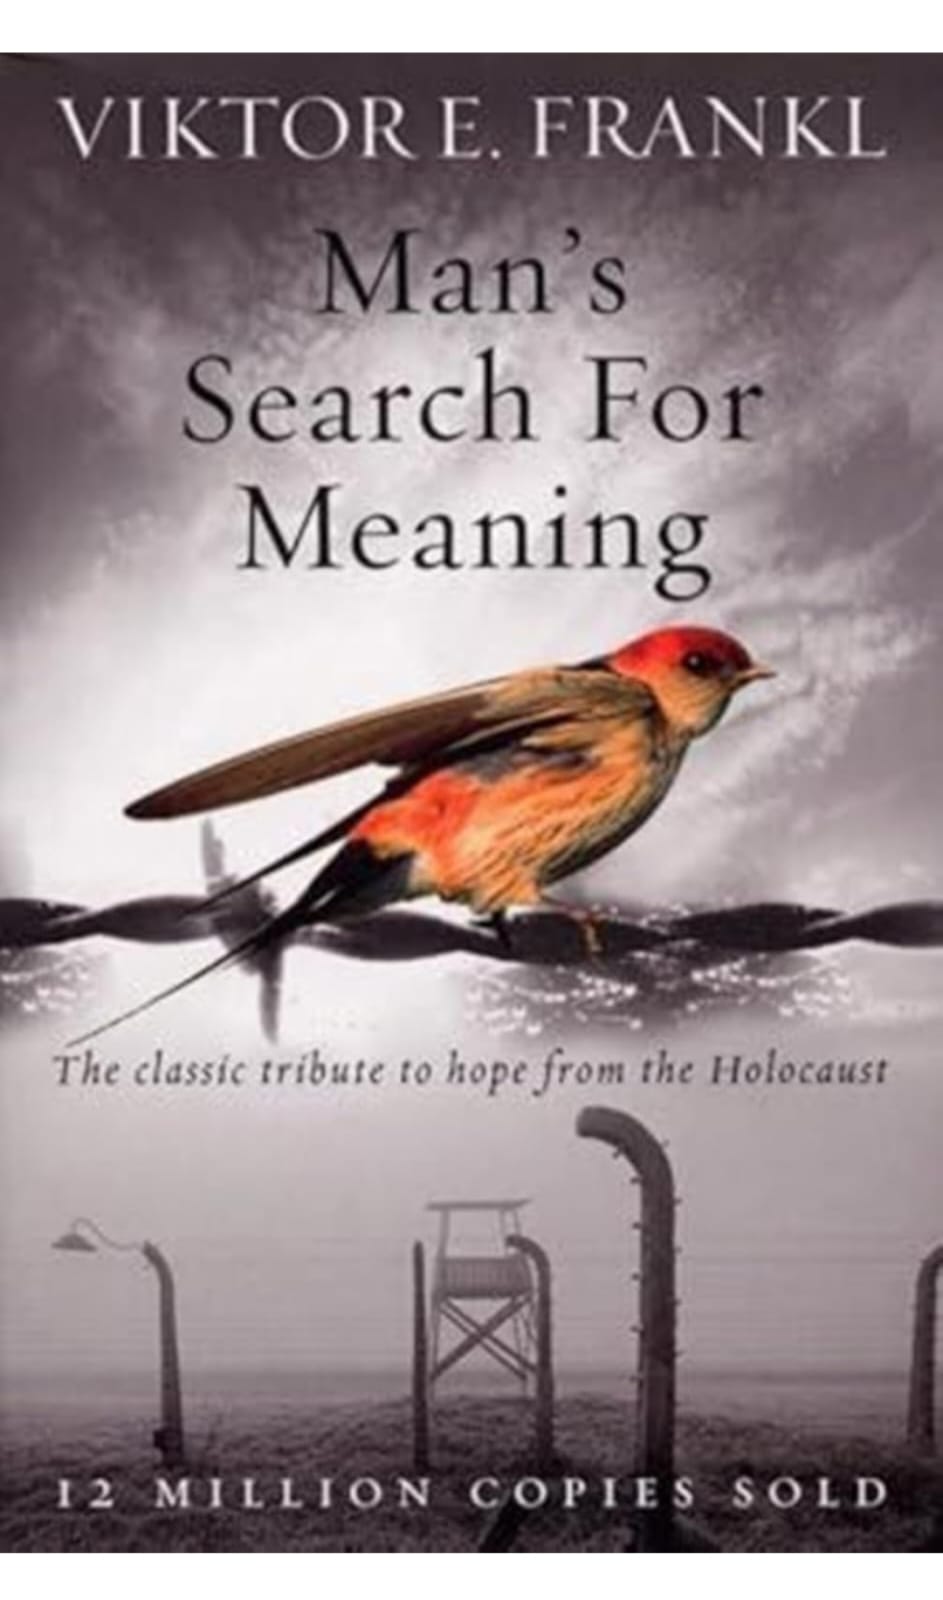 VIKTOR E. FRANKL
Man's
Search For
Meaning
The classic tribute to hope from the Holocaust
12 MILLION COPIES SOLD